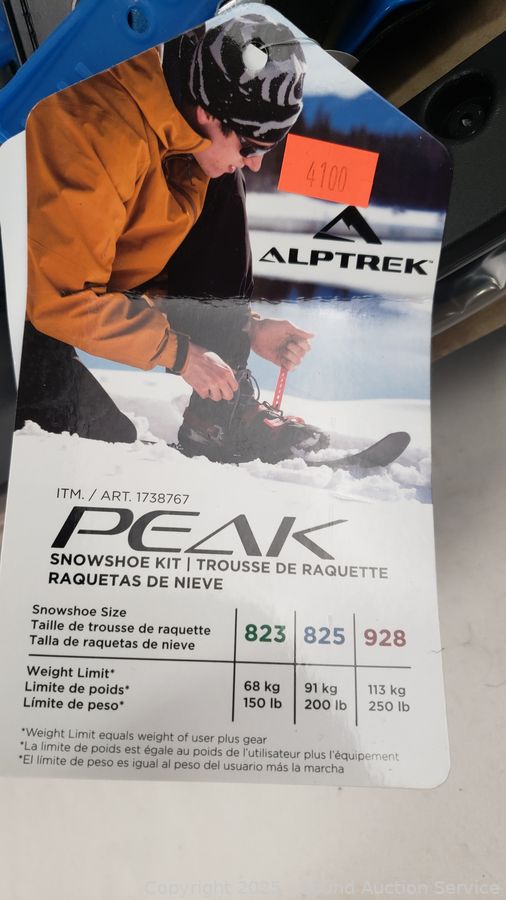 4100
ALPTREK
ITM. / ART. 1738767
PEAK
SNOWSHOE KIT | TROUSSE DE RAQUETTE
RAQUETAS DE NIEVE
Snowshoe Size
Taille de trousse de raquette
Talla de raquetas de nieve
823 825 928
Weight Limit*
Limite de poids*
Límite de peso*
68 kg 91 kg 113 kg
150 lb 200 lb 250 lb
*Weight Limit equals weight of user plus gear
*La limite de poids est égale au poids de l'utilisateur plus l'équipement
*El límite de peso es igual al peso del usuario más la marcha
Copyright 2025 Sound Auction Service